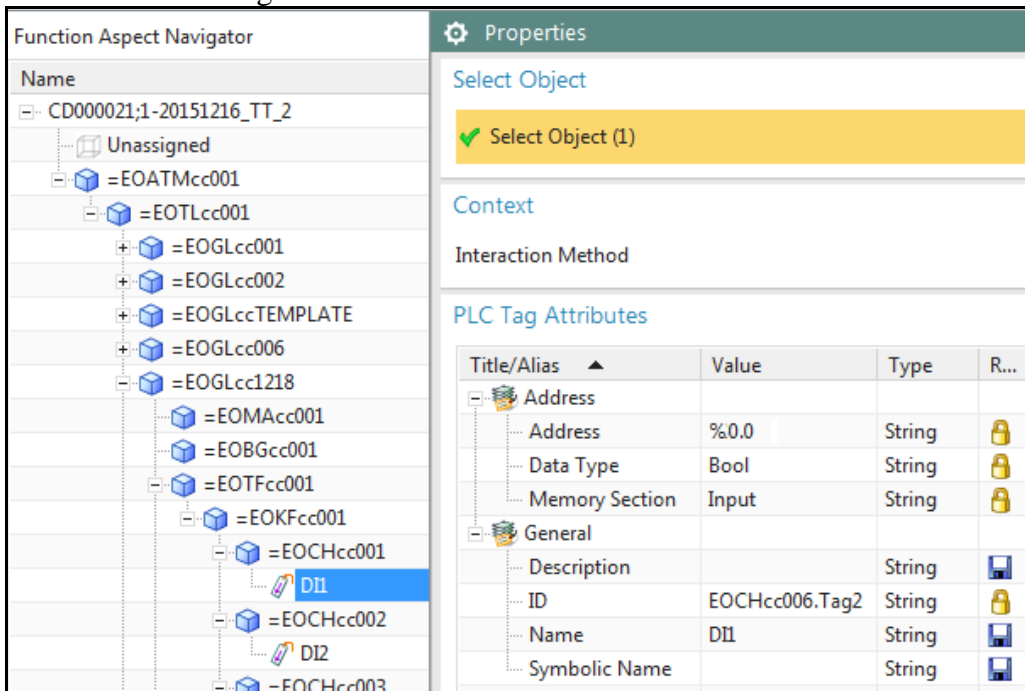 Function Aspect Navigator
Name
CD000021;1-20151216_TT_2
Unassigned
=EOATMcc001
=EOTLcc001
=EOGLcc001
=EOGLcc002
=EOGLccTEMPLATE
=EOGLcc006
=EOGLcc1218
=EOMAcc001
=EOBGcc001
=EOTFcc001
=EOKFcc001
=EOCHcc001
DI1
=EOCHcc002
DI2
=EOCHcc003
Properties
Select Object
Select Object (1)
Context
Interaction Method
PLC Tag Attributes
Title/Alias Value Type R...
Address
Address %0.0 String
Data Type Bool String
Memory Section Input String
General
Description String
ID EOCHcc006.Tag2 String
Name DI1 String
Symbolic Name String